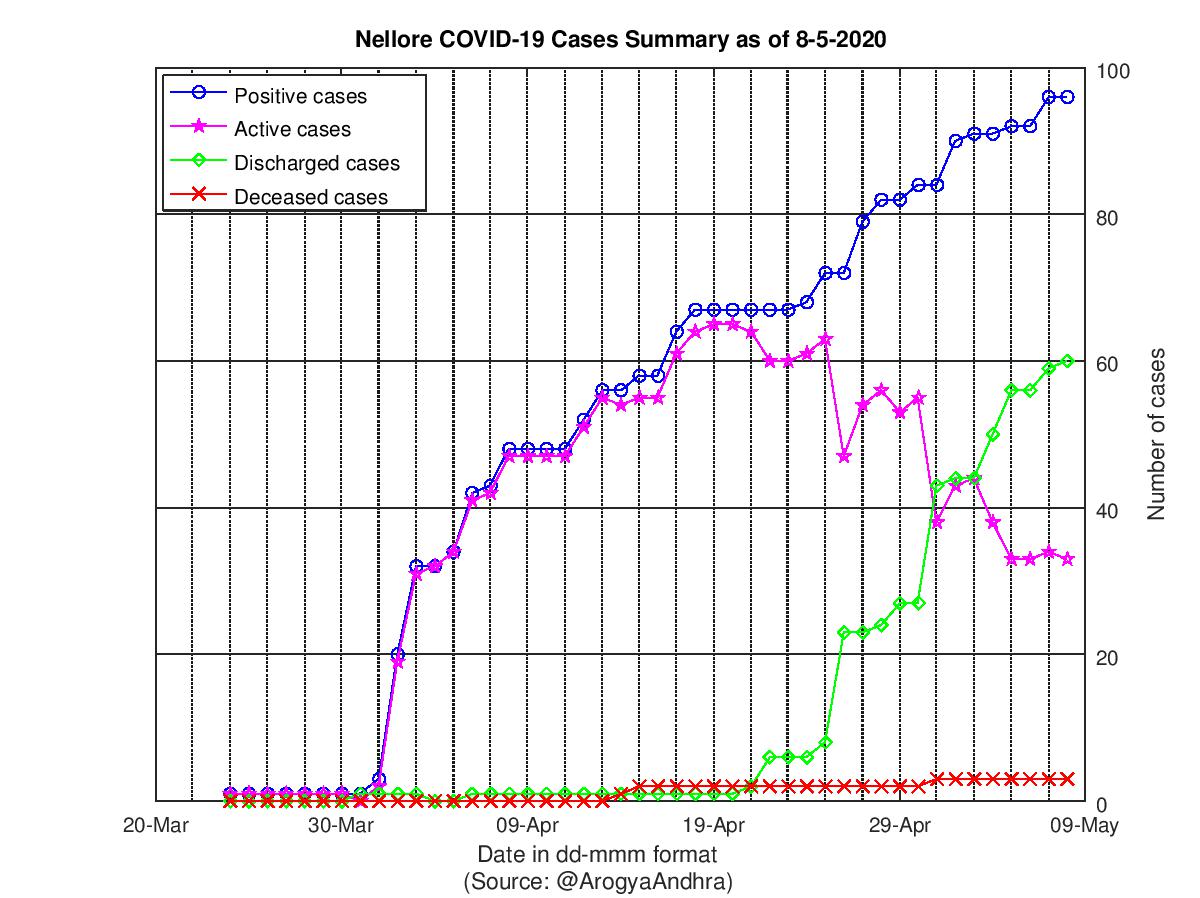 Nellore COVID-19 Cases Summary as of 8-5-2020
Positive cases
Active cases
Discharged cases
Deceased cases
100
80
60
40
20
0
Number of cases
20-Mar 30-Mar 09-Apr 19-Apr 29-Apr 09-May
Date in dd-mmm format
(Source: @ArogyaAndhra)